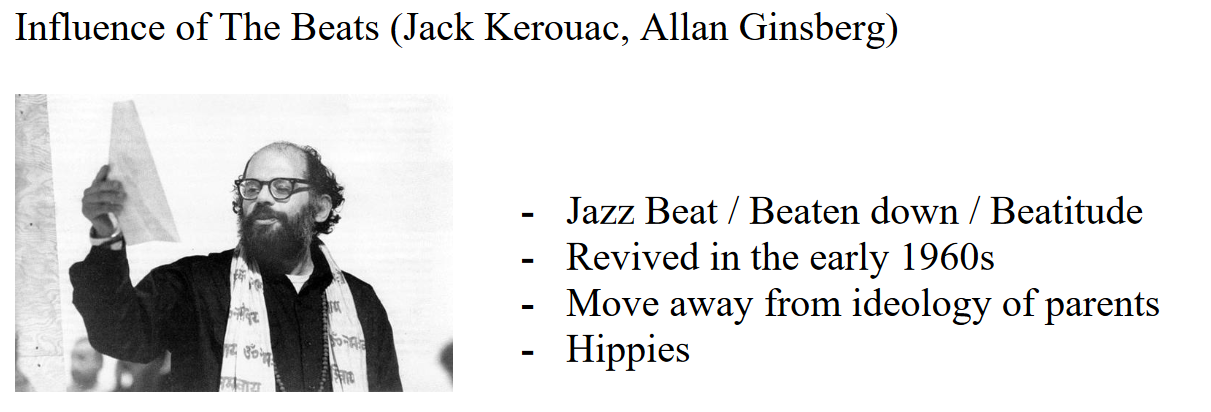 Influence of The Beats (Jack Kerouac, Allan Ginsberg)
- Jazz Beat / Beaten down / Beatitude
- Revived in the early 1960s
- Move away from ideology of parents
- Hippies